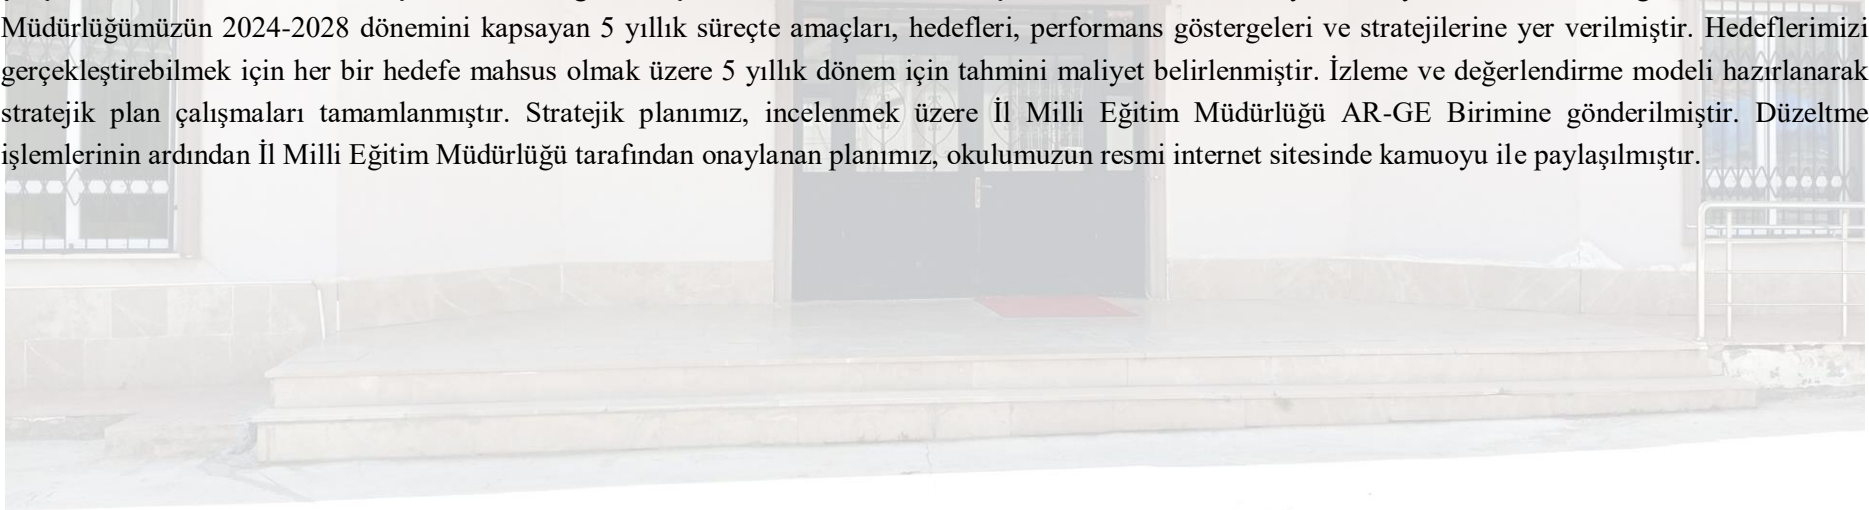 Müdürlüğümüzün 2024-2028 dönemini kapsayan 5 yıllık süreçte amaçları, hedefleri, performans göstergeleri ve stratejilerine yer verilmiştir. Hedeflerimizi
gerçekleştirebilmek için her bir hedefe mahsus olmak üzere 5 yıllık dönem için tahmini maliyet belirlenmiştir. İzleme ve değerlendirme modeli hazırlanarak
stratejik plan çalışmaları tamamlanmıştır. Stratejik planımız, incelenmek üzere İl Milli Eğitim Müdürlüğü AR-GE Birimine gönderilmiştir. Düzeltme
işlemlerinin ardından İl Milli Eğitim Müdürlüğü tarafından onaylanan planımız, okulumuzun resmi internet sitesinde kamuoyu ile paylaşılmıştır.